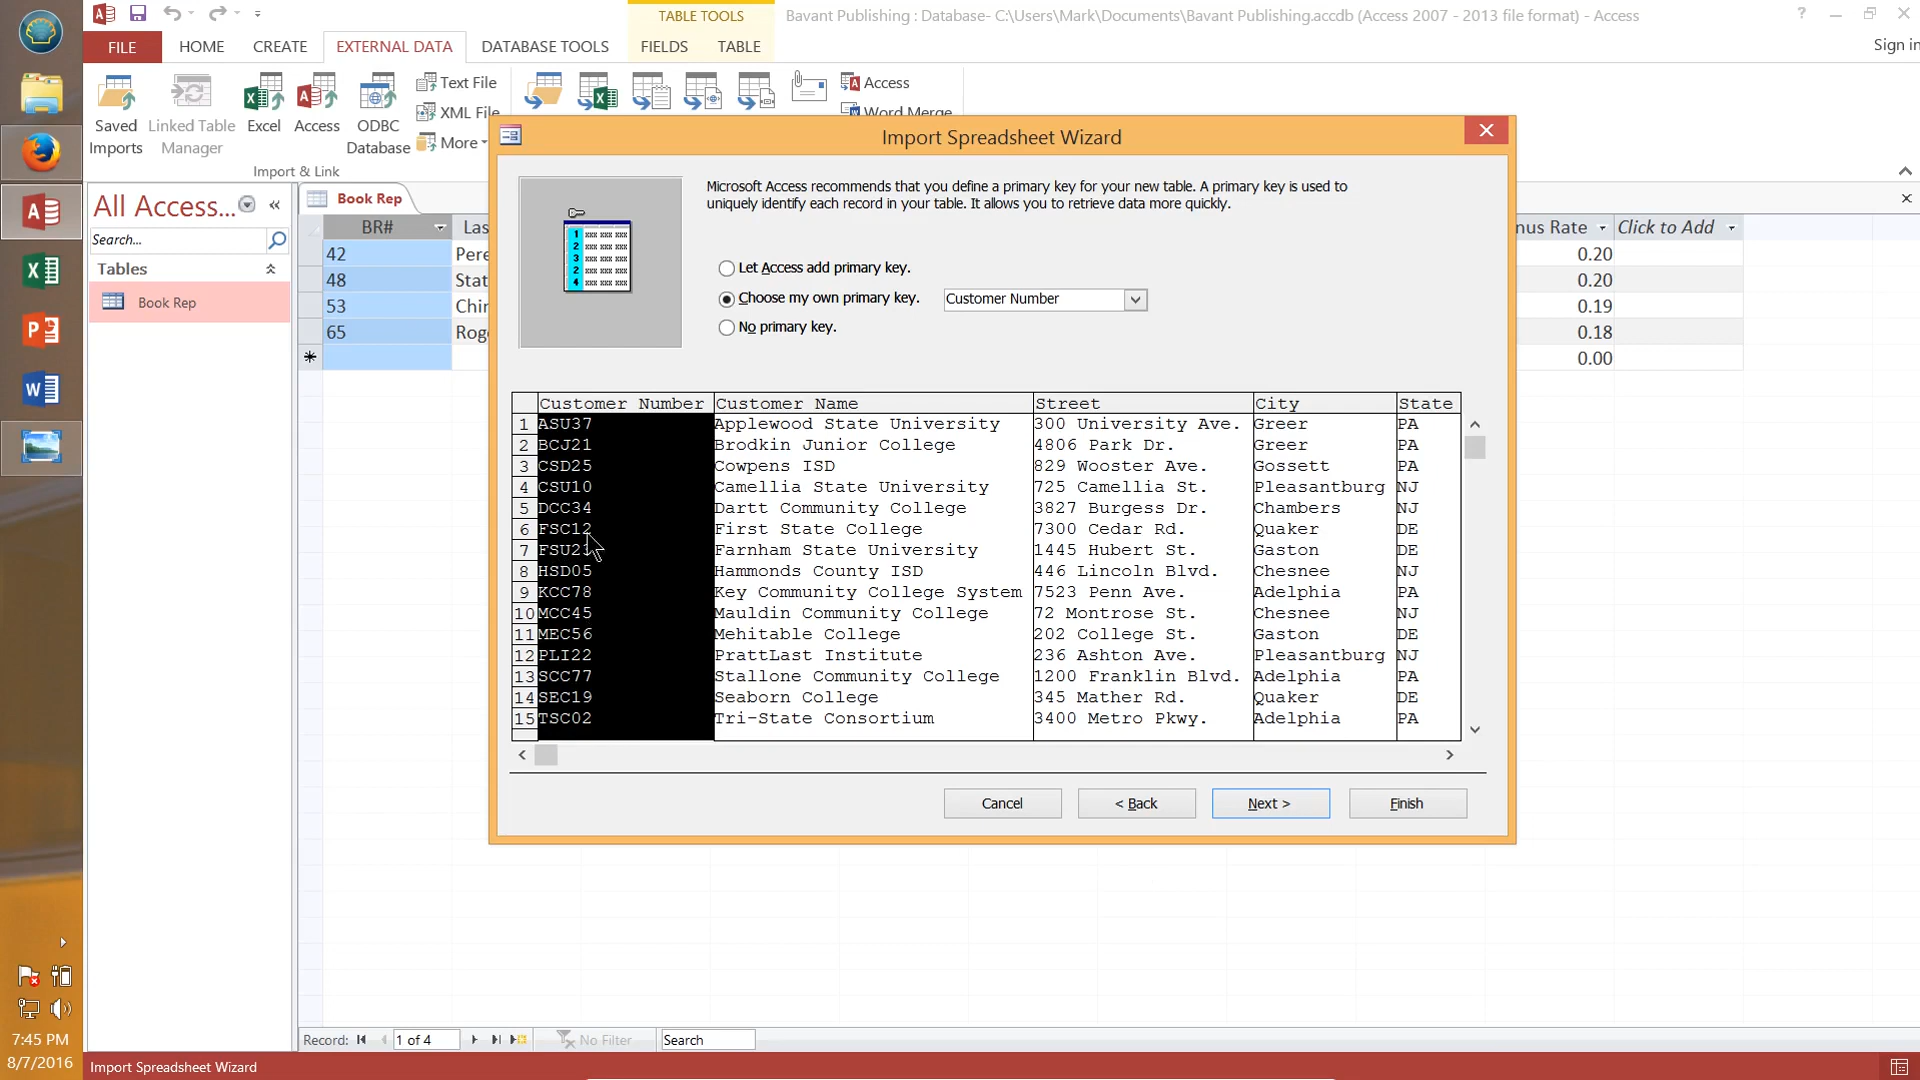 TABLE TOOLS
Bavant Publishing : Database- C:\Users\Mark\Documents\Bavant Publishing.accdb (Access 2007 - 2013 file format) - Access
FILE HOME CREATE EXTERNAL DATA DATABASE TOOLS FIELDS TABLE
Sign in
Saved Imports
Linked Table Manager
Excel
Access
ODBC Database
Text File
XML File
More
Access
Word Merge
Import & Link
Import Spreadsheet Wizard
Microsoft Access recommends that you define a primary key for your new table. A primary key is used to
uniquely identify each record in your table. It allows you to retrieve data more quickly.
Let Access add primary key.
Choose my own primary key. Customer Number
No primary key.
Customer Number Customer Name Street City State
1 ASU37 Applewood State University 300 University Ave. Greer PA
2 BCJ21 Brodkin Junior College 4806 Park Dr. Greer PA
3 CSD25 Cowpens ISD 829 Wooster Ave. Gossett PA
4 CSU10 Camellia State University 725 Camellia St. Pleasantburg NJ
5 DCC34 Dartt Community College 3827 Burgess Dr. Chambers NJ
6 FSC12 First State College 7300 Cedar Rd. Quaker DE
7 FSU23 Farnham State University 1445 Hubert St. Gaston DE
8 HSD05 Hammonds County ISD 446 Lincoln Blvd. Chesnee NJ
9 KCC78 Key Community College System 7523 Penn Ave. Adelphia PA
10 MCC45 Mauldin Community College 72 Montrose St. Chesnee NJ
11 MEC56 Mehitable College 202 College St. Gaston DE
12 PLI22 PrattLast Institute 236 Ashton Ave. Pleasantburg NJ
13 SCC77 Stallone Community College 1200 Franklin Blvd. Adelphia PA
14 SEC19 Seaborn College 345 Mather Rd. Quaker DE
15 TSC02 Tri-State Consortium 3400 Metro Pkwy. Adelphia PA
Cancel < Back Next > Finish
All Access...
Search...
Tables
Book Rep
Book Rep
BR# Las nus Rate Click to Add
42 Pere 0.20
48 Stat 0.20
53 Chin 0.19
65 Roge 0.18
0.00
Record: 1 of 4 No Filter Search
7:45 PM
8/7/2016
Import Spreadsheet Wizard